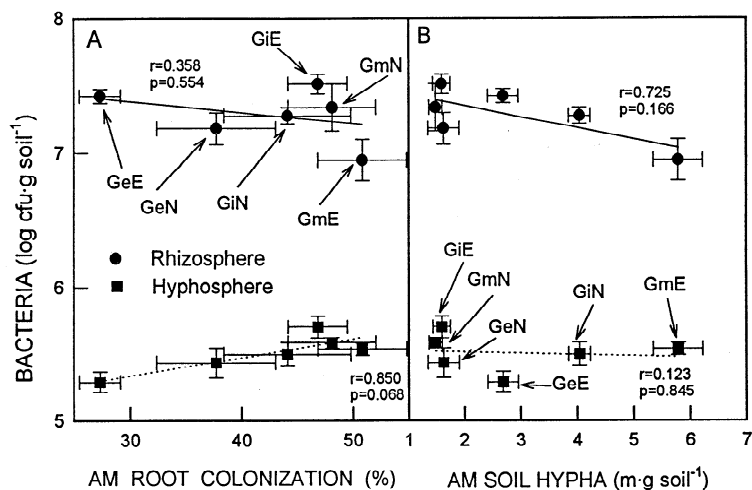 8
7
6
5
BACTERIA (log cfu·g soil⁻¹)
A
r=0.358
p=0.554
GiE
GmN
GeE
GeN
GiN
GmE
Rhizosphere
Hyphosphere
r=0.850
p=0.068
30 40 50
AM ROOT COLONIZATION (%)
B
r=0.725
p=0.166
GiE
GmN
GeN
GiN
GmE
GeE
r=0.123
p=0.845
1 2 3 4 5 6 7
AM SOIL HYPHA (m·g soil⁻¹)